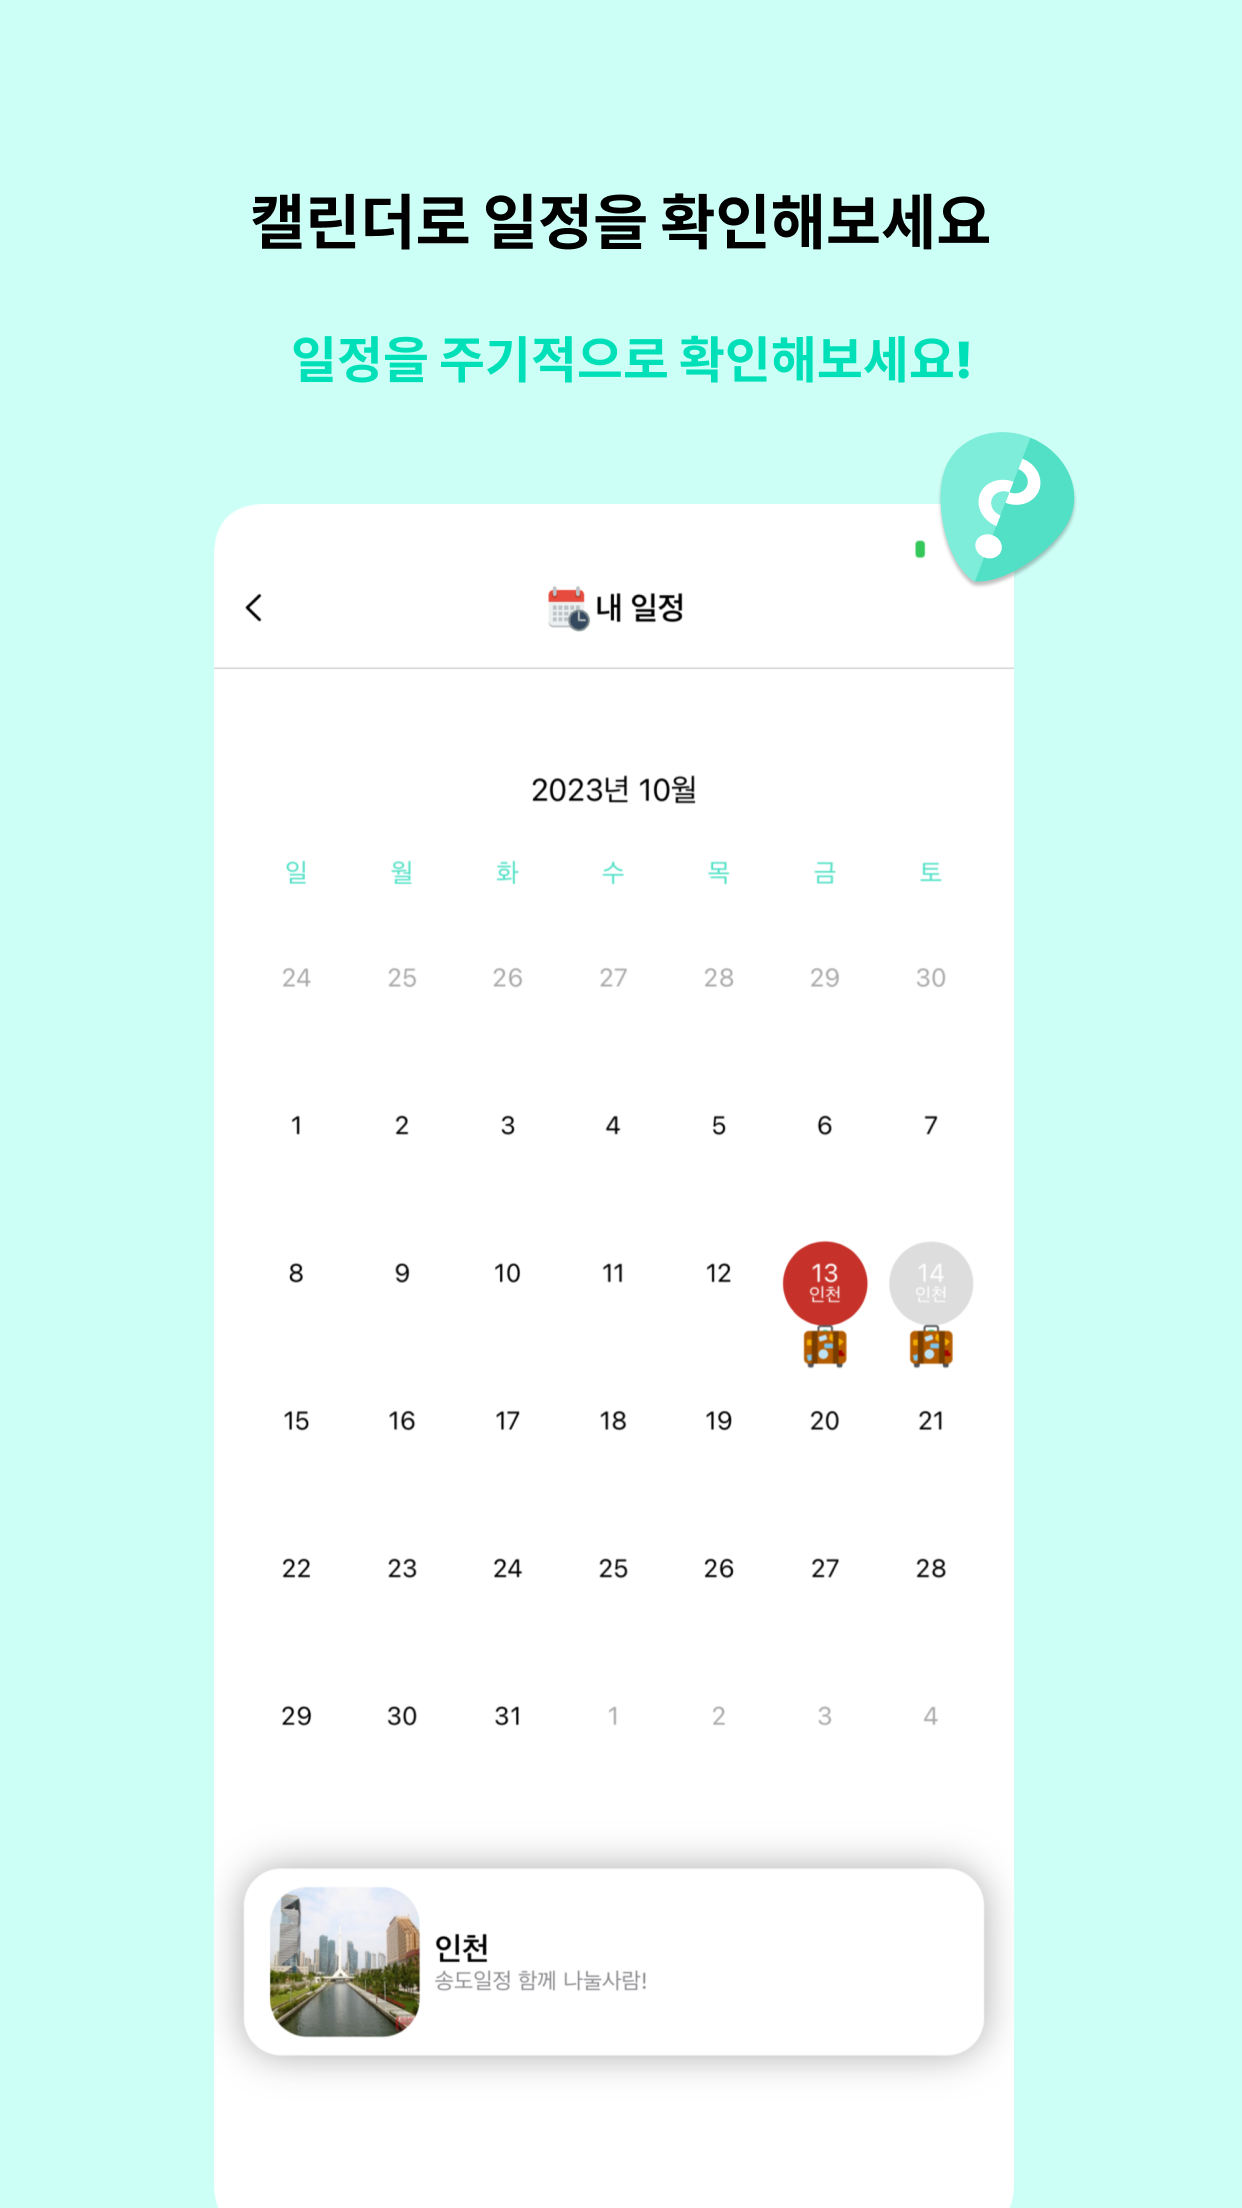 캘린더로 일정을 확인해보세요
일정을 주기적으로 확인해보세요!
내 일정
2023년 10월
일 월 화 수 목 금 토
24 25 26 27 28 29 30
1 2 3 4 5 6 7
8 9 10 11 12 13 14
인천 인천
15 16 17 18 19 20 21
22 23 24 25 26 27 28
29 30 31 1 2 3 4
인천
송도일정 함께 나눌사람!